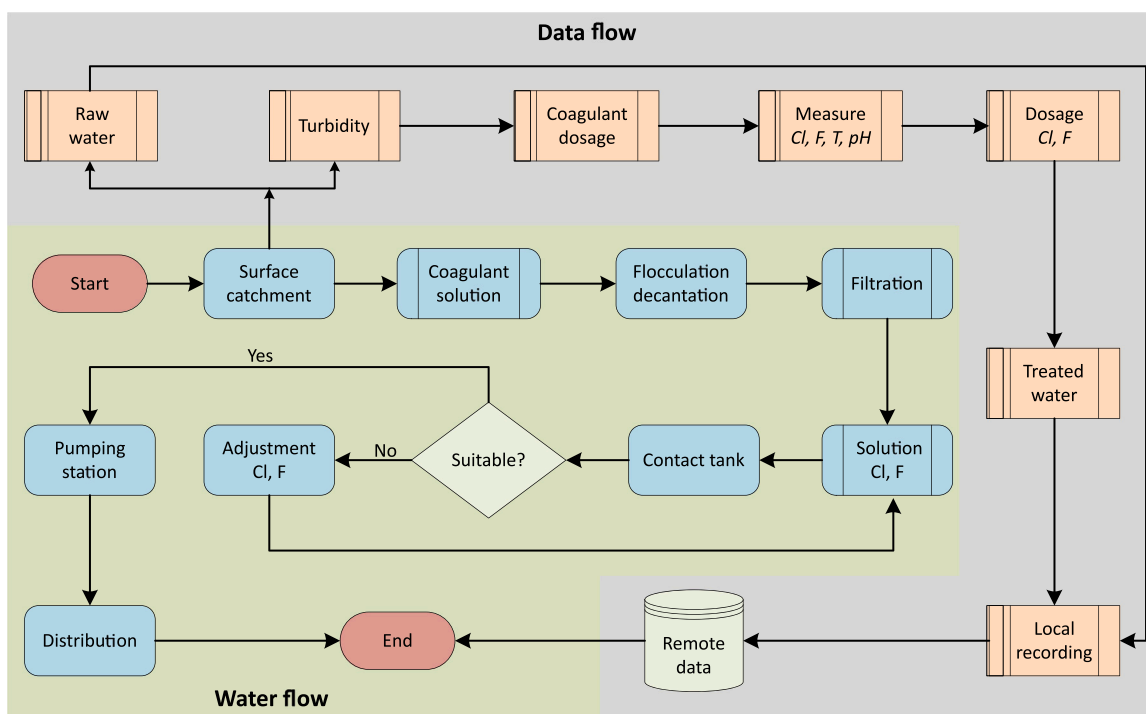 Data flow
Raw
water
Turbidity
Coagulant
dosage
Measure
Cl, F, T, pH
Dosage
Cl, F
Start
Surface
catchment
Coagulant
solution
Flocculation
decantation
Filtration
Treated
water
Yes
Pumping
station
Adjustment
Cl, F
No
Suitable?
Contact tank
Solution
Cl, F
Distribution
End
Remote
data
Local
recording
Water flow